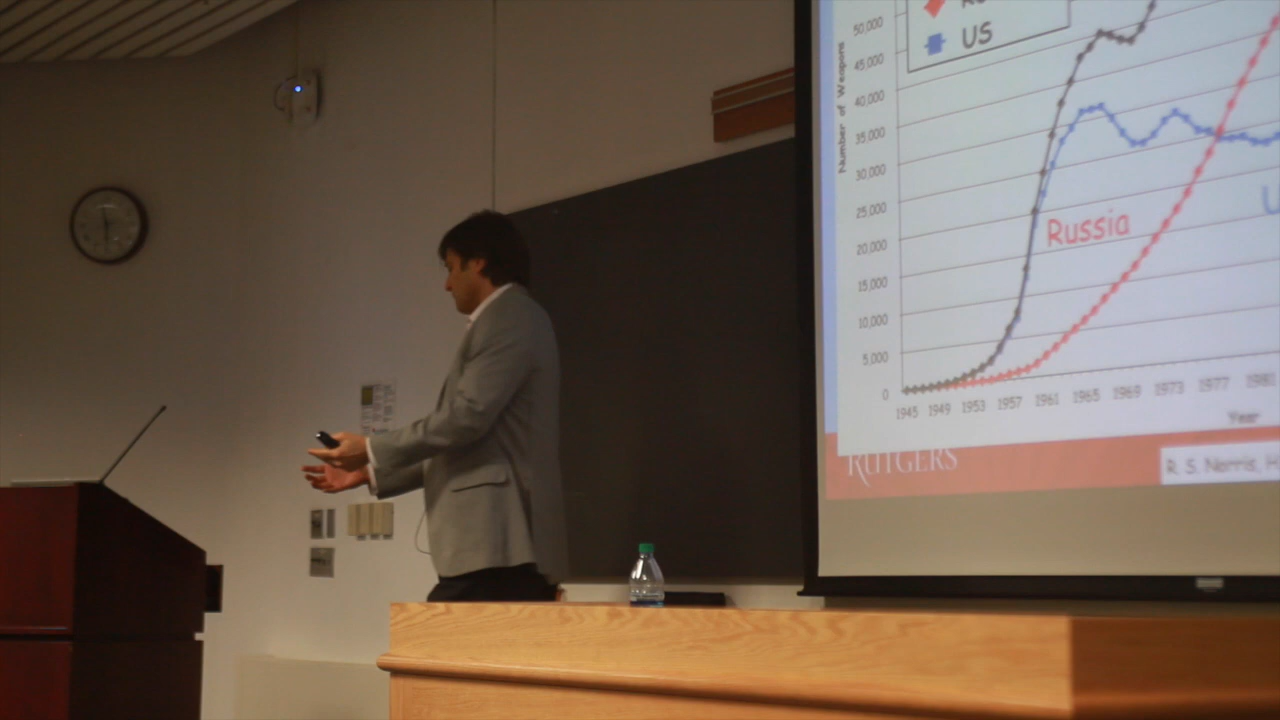 US
Number of Weapons
50,000
45,000
40,000
35,000
30,000
25,000
20,000
15,000
10,000
5,000
0
Russia
1945 1949 1953 1957 1961 1965 1969 1973 1977 1981
Year
RUTGERS
R. S. Norris, H